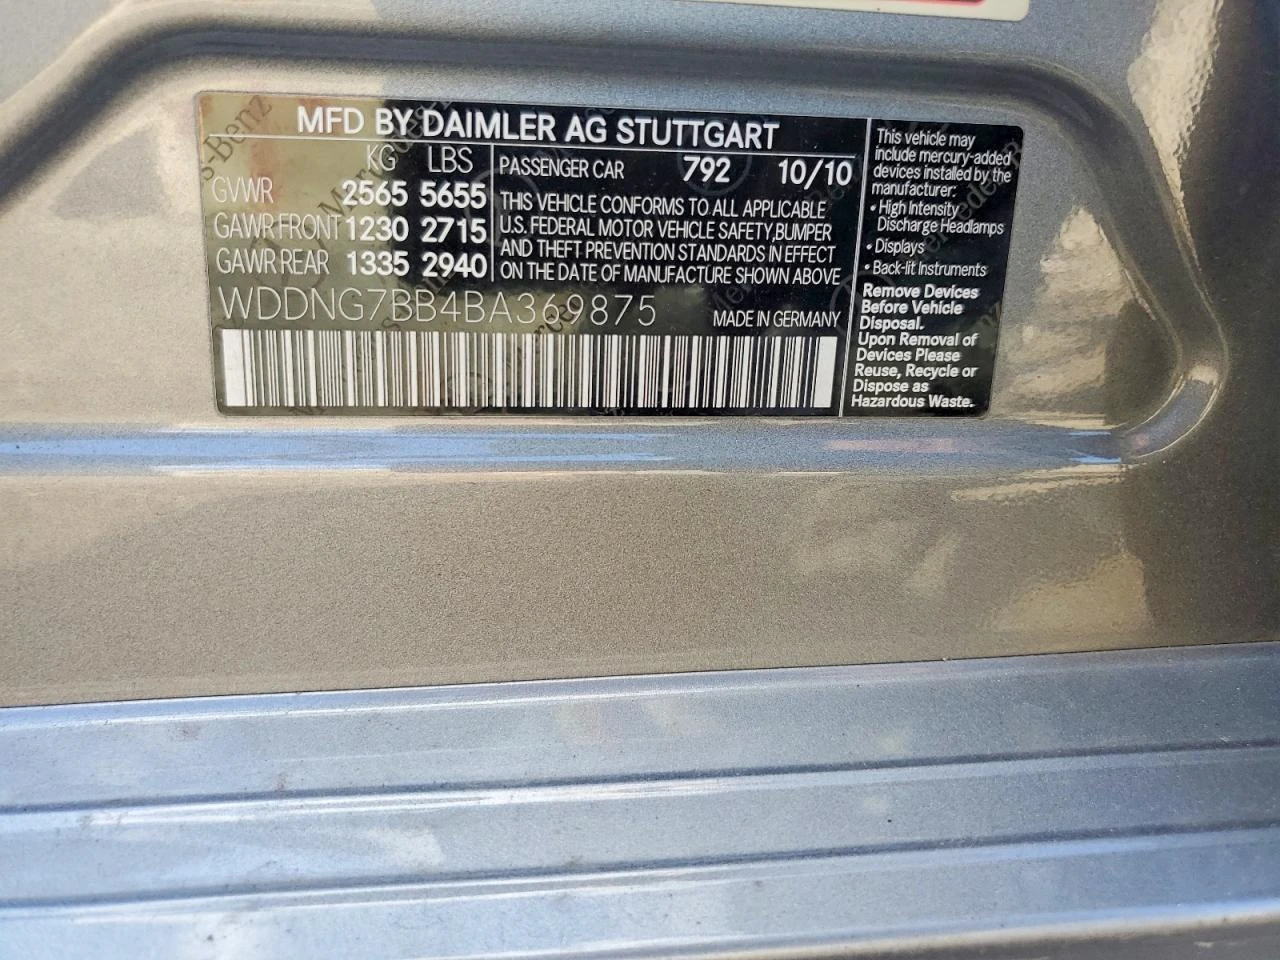 MFD BY DAIMLER AG STUTTGART
KG LBS
GVWR 2565 5655
GAWR FRONT 1230 2715
GAWR REAR 1335 2940
PASSENGER CAR 792 10/10
THIS VEHICLE CONFORMS TO ALL APPLICABLE
U.S. FEDERAL MOTOR VEHICLE SAFETY,BUMPER
AND THEFT PREVENTION STANDARDS IN EFFECT
ON THE DATE OF MANUFACTURE SHOWN ABOVE
WDDNG7BB4BA369875
MADE IN GERMANY
This vehicle may
include mercury-added
devices installed by the
manufacturer:
• High Intensity
Discharge Headlamps
• Displays
• Back-lit Instruments
Remove Devices
Before Vehicle
Disposal.
Upon Removal of
Devices Please
Reuse, Recycle or
Dispose as
Hazardous Waste.